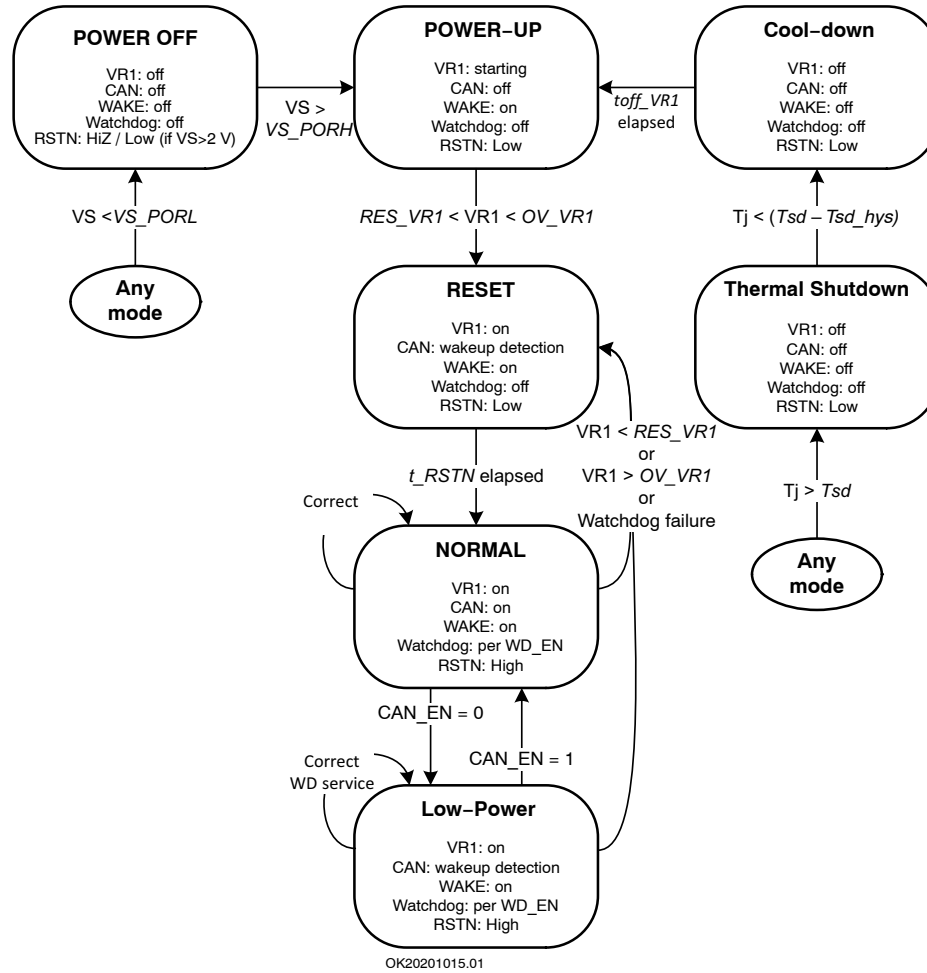 POWER OFF
VR1: off
CAN: off
WAKE: off
Watchdog: off
RSTN: HiZ / Low (if VS>2 V)
VS >
VS_PORH
POWER−UP
VR1: starting
CAN: off
WAKE: on
Watchdog: off
RSTN: Low
toff_VR1
elapsed
Cool−down
VR1: off
CAN: off
WAKE: off
Watchdog: off
RSTN: Low
VS <VS_PORL
Any
mode
RES_VR1 < VR1 < OV_VR1
Tj < (Tsd − Tsd_hys)
RESET
VR1: on
CAN: wakeup detection
WAKE: on
Watchdog: off
RSTN: Low
Thermal Shutdown
VR1: off
CAN: off
WAKE: off
Watchdog: off
RSTN: Low
t_RSTN elapsed
VR1 < RES_VR1
or
VR1 > OV_VR1
or
Watchdog failure
Tj > Tsd
Any
mode
Correct
NORMAL
VR1: on
CAN: on
WAKE: on
Watchdog: per WD_EN
RSTN: High
CAN_EN = 0
CAN_EN = 1
Correct
WD service
Low−Power
VR1: on
CAN: wakeup detection
WAKE: on
Watchdog: per WD_EN
RSTN: High
OK20201015.01